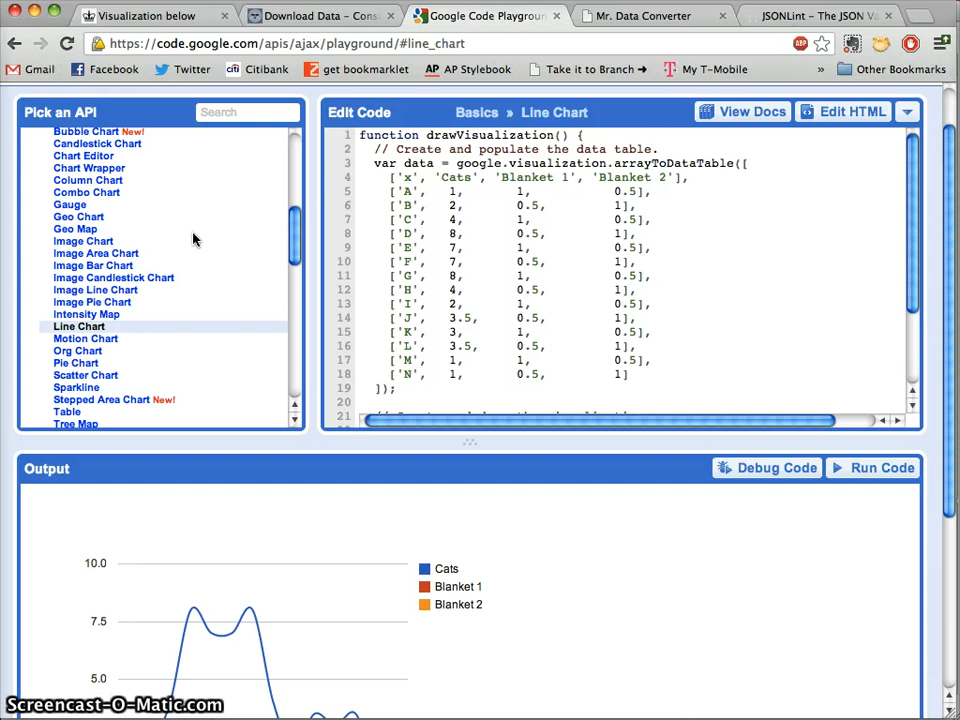 Visualization below
Download Data – Cons
Google Code Playgroun
Mr. Data Converter
JSONLint – The JSON Va
https://code.google.com/apis/ajax/playground/#line_chart
ABP
Gmail
Facebook
Twitter
citi Citibank
get bookmarklet
AP AP Stylebook
Take it to Branch →
My T-Mobile
»
Other Bookmarks
Pick an API
Search
Bubble Chart New!
Candlestick Chart
Chart Editor
Chart Wrapper
Column Chart
Combo Chart
Gauge
Geo Chart
Geo Map
Image Chart
Image Area Chart
Image Bar Chart
Image Candlestick Chart
Image Line Chart
Image Pie Chart
Intensity Map
Line Chart
Motion Chart
Org Chart
Pie Chart
Scatter Chart
Sparkline
Stepped Area Chart New!
Table
Tree Map
Edit Code
Basics » Line Chart
View Docs
Edit HTML
1 function drawVisualization() {
2 // Create and populate the data table.
3 var data = google.visualization.arrayToDataTable([
4 ['x', 'Cats', 'Blanket 1', 'Blanket 2'],
5 ['A', 1, 1, 0.5],
6 ['B', 2, 0.5, 1],
7 ['C', 4, 1, 0.5],
8 ['D', 8, 0.5, 1],
9 ['E', 7, 1, 0.5],
10 ['F', 7, 0.5, 1],
11 ['G', 8, 1, 0.5],
12 ['H', 4, 0.5, 1],
13 ['I', 2, 1, 0.5],
14 ['J', 3.5, 0.5, 1],
15 ['K', 3, 1, 0.5],
16 ['L', 3.5, 0.5, 1],
17 ['M', 1, 1, 0.5],
18 ['N', 1, 0.5, 1]
19 ]);
20
21
Output
Debug Code
Run Code
10.0
7.5
5.0
Cats
Blanket 1
Blanket 2
Screencast-O-Matic.com